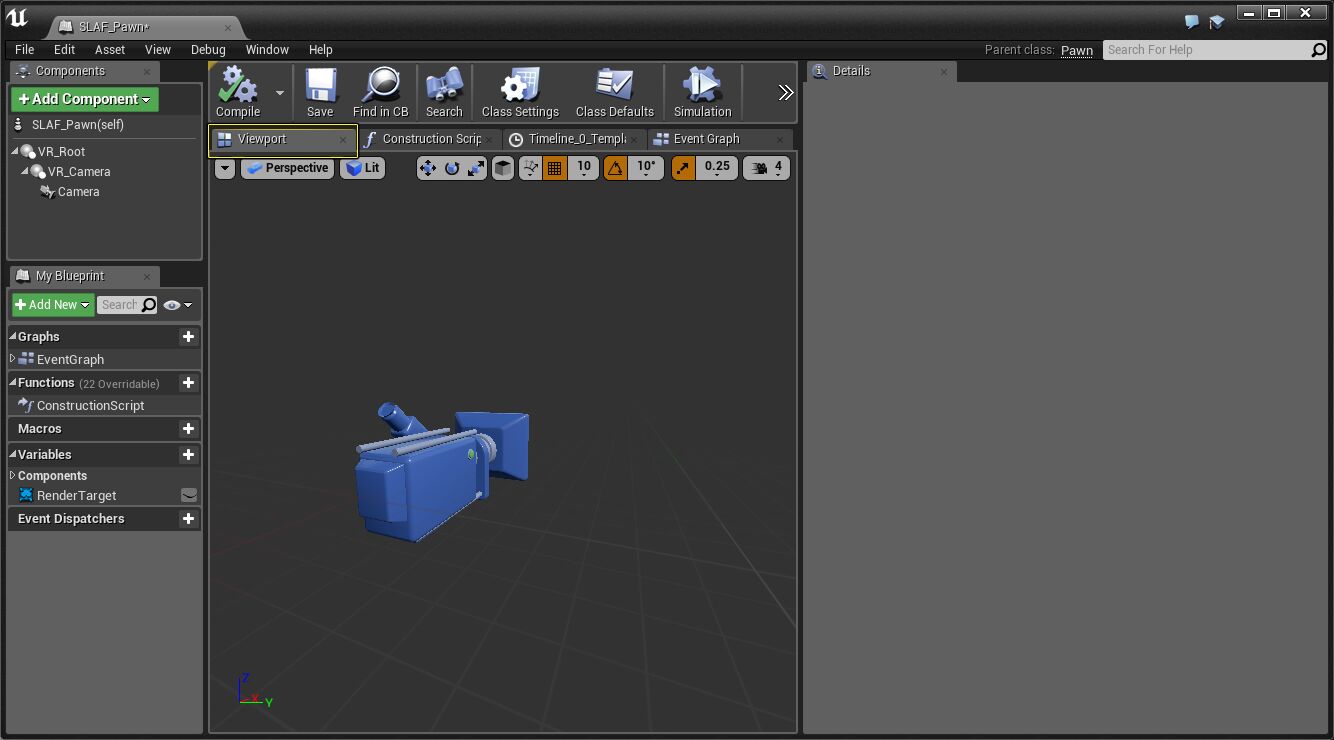 SLAF_Pawn*
File Edit Asset View Debug Window Help
Parent class: Pawn
Search For Help
Components
Add Component
SLAF_Pawn(self)
VR_Root
VR_Camera
Camera
My Blueprint
Add New
Search
Graphs
EventGraph
Functions (22 Overridable)
ConstructionScript
Macros
Variables
Components
RenderTarget
Event Dispatchers
Compile Save Find in CB Search Class Settings Class Defaults Simulation
Viewport Construction Scrip Timeline_0_Templa Event Graph
Perspective Lit 10 10° 0.25 4
Z
X
Y
Details